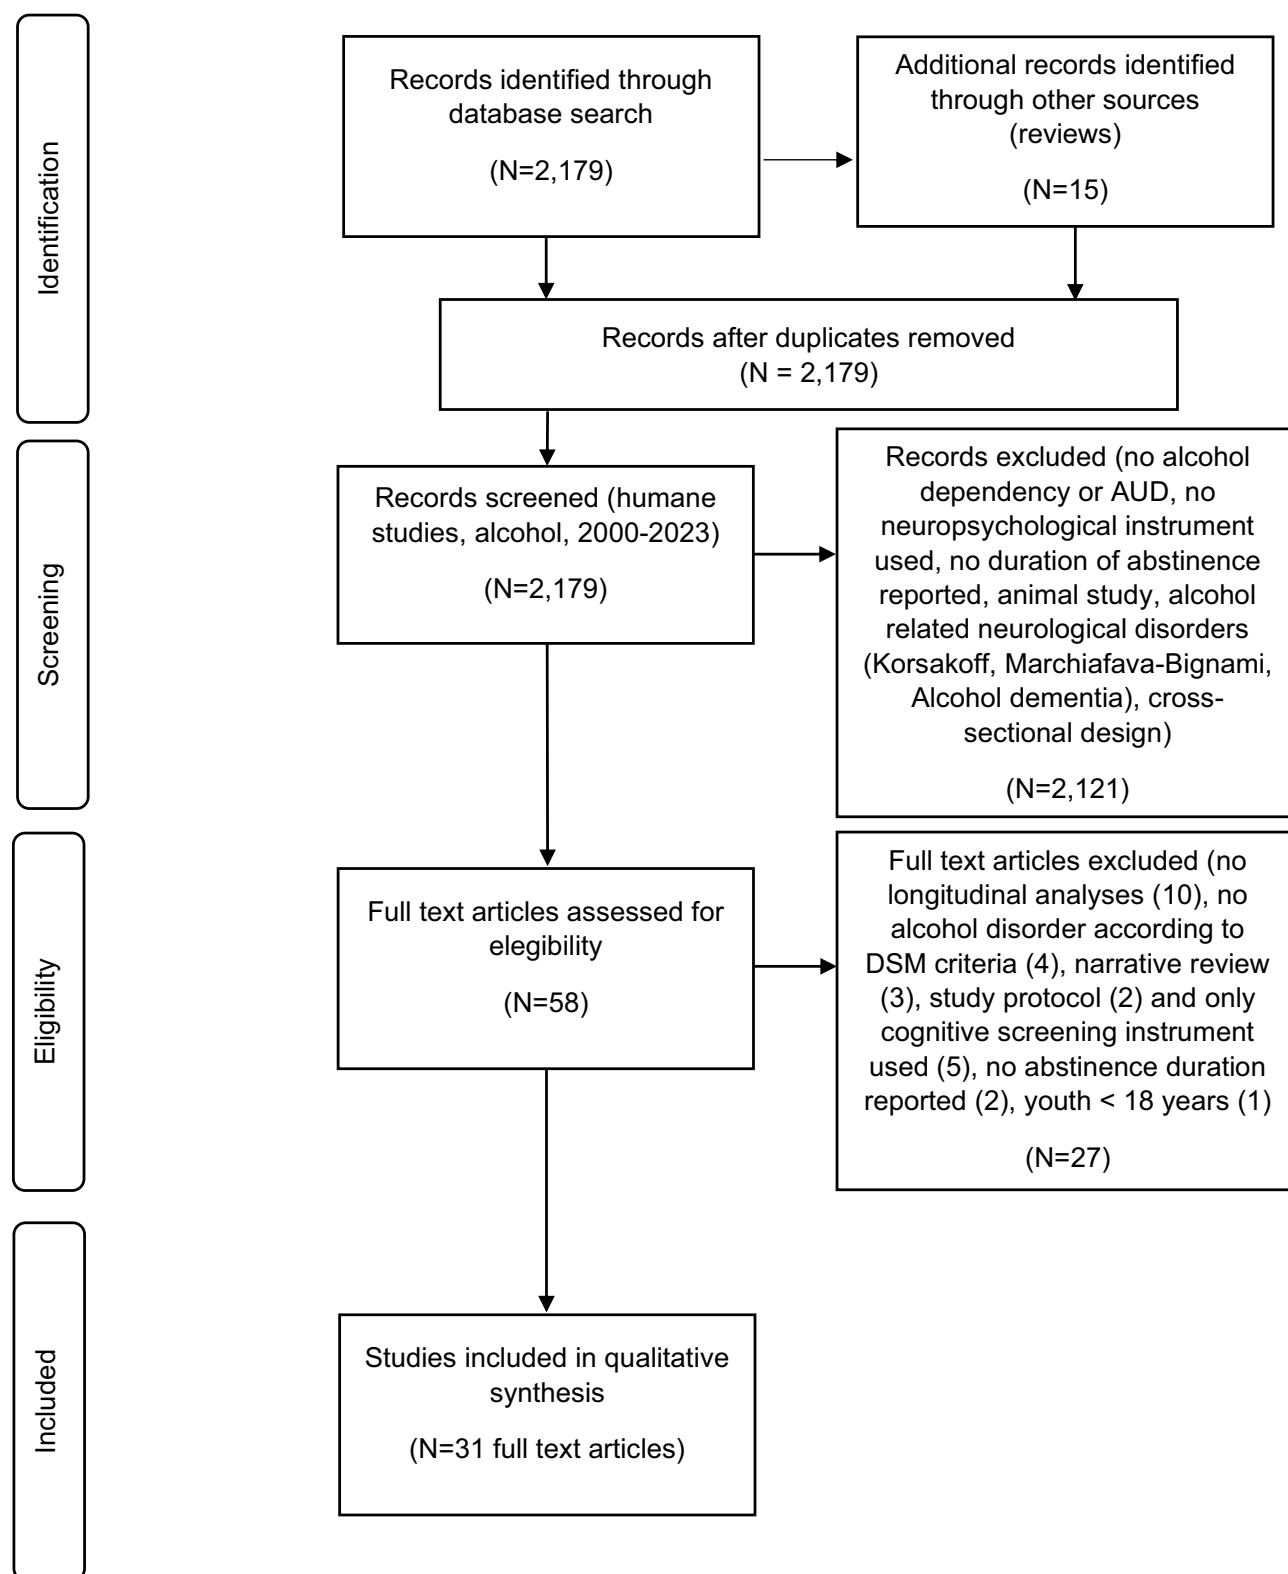 Identification
Records identified through
database search
(N=2,179)
Additional records identified
through other sources
(reviews)
(N=15)
Records after duplicates removed
(N = 2,179)
Screening
Records screened (humane
studies, alcohol, 2000-2023)
(N=2,179)
Records excluded (no alcohol
dependency or AUD, no
neuropsychological instrument
used, no duration of abstinence
reported, animal study, alcohol
related neurological disorders
(Korsakoff, Marchiafava-Bignami,
Alcohol dementia), cross-
sectional design)
(N=2,121)
Eligibility
Full text articles assessed for
elegibility
(N=58)
Full text articles excluded (no
longitudinal analyses (10), no
alcohol disorder according to
DSM criteria (4), narrative review
(3), study protocol (2) and only
cognitive screening instrument
used (5), no abstinence duration
reported (2), youth < 18 years (1)
(N=27)
Included
Studies included in qualitative
synthesis
(N=31 full text articles)